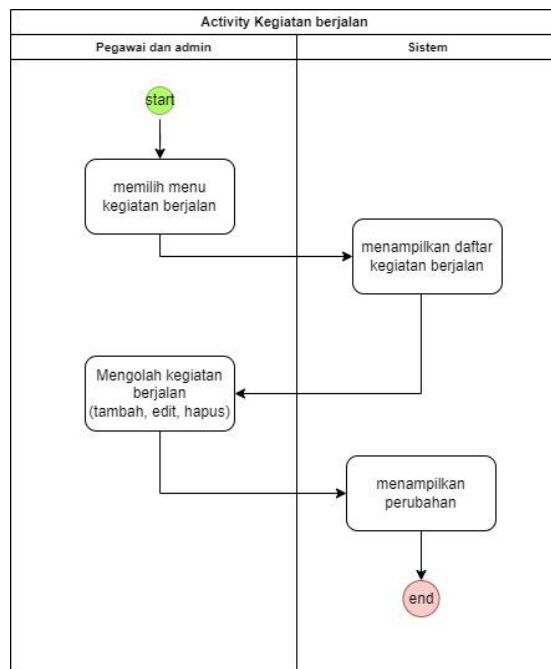 Activity Kegiatan berjalan
Pegawai dan admin
Sistem
start
memilih menu
kegiatan berjalan
menampilkan daftar
kegiatan berjalan
Mengolah kegiatan
berjalan
(tambah, edit, hapus)
menampilkan
perubahan
end